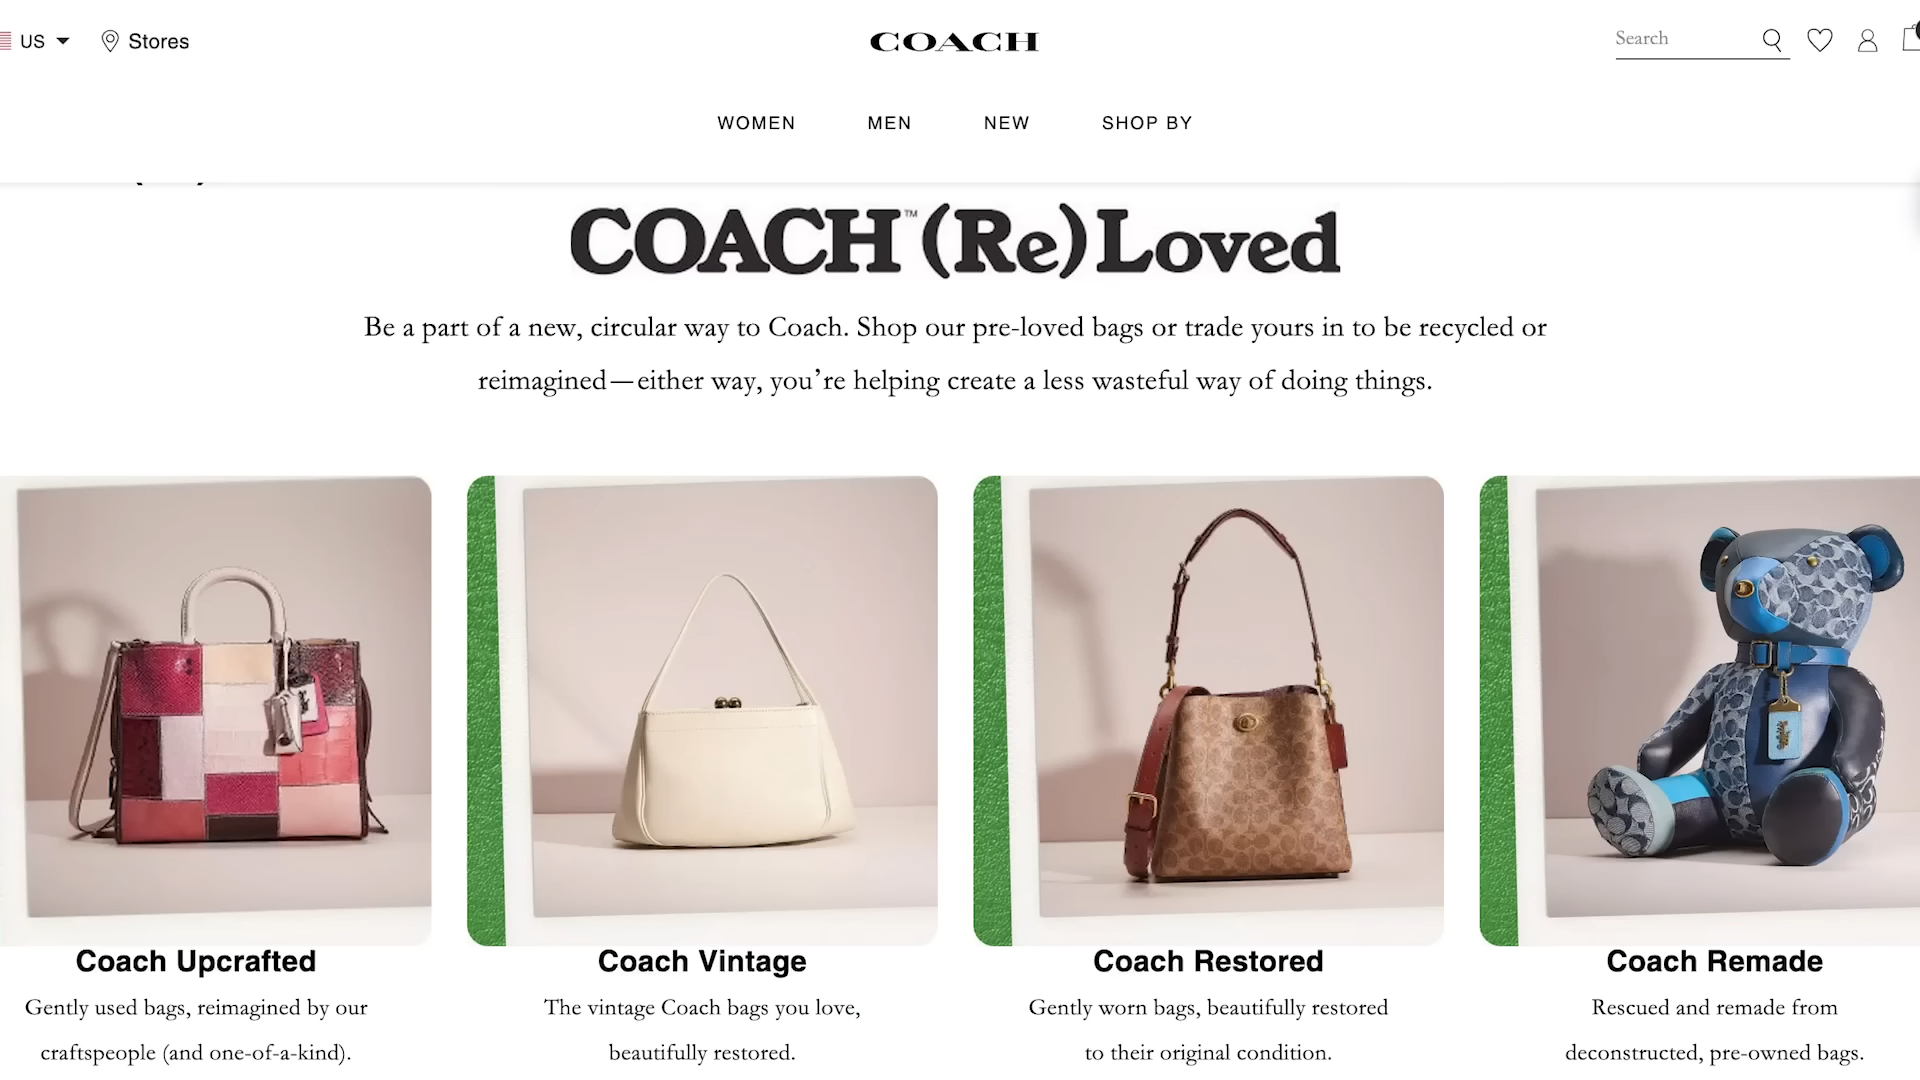 US
Stores
COACH
Search
WOMEN
MEN
NEW
SHOP BY
COACH™(Re)Loved
Be a part of a new, circular way to Coach. Shop our pre-loved bags or trade yours in to be recycled or
reimagined—either way, you’re helping create a less wasteful way of doing things.
Coach Upcrafted
Gently used bags, reimagined by our
craftspeople (and one-of-a-kind).
Coach Vintage
The vintage Coach bags you love,
beautifully restored.
Coach Restored
Gently worn bags, beautifully restored
to their original condition.
Coach Remade
Rescued and remade from
deconstructed, pre-owned bags.